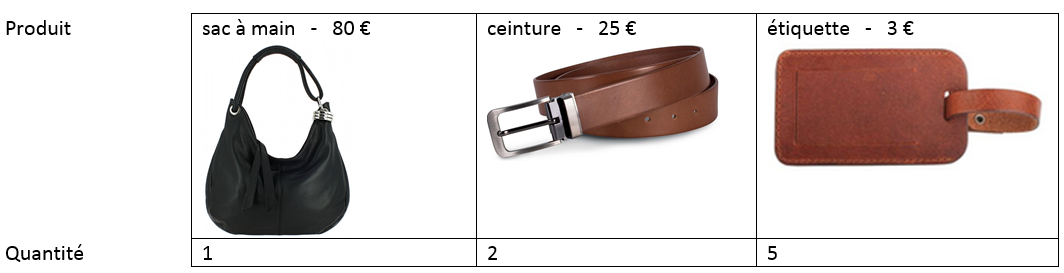 Produit sac à main - 80 € ceinture - 25 € étiquette - 3 €
Quantité 1 2 5